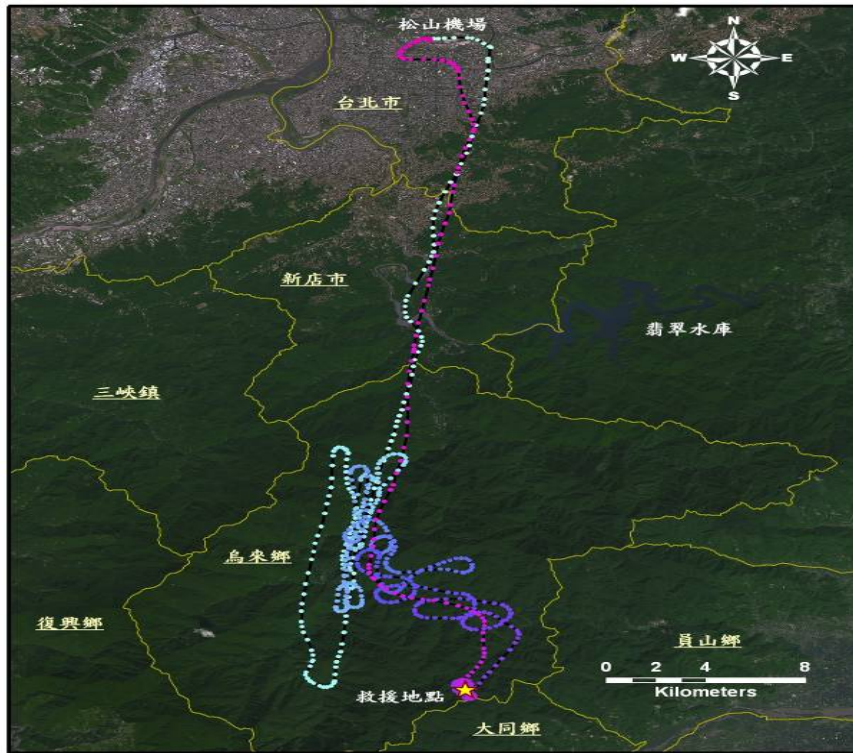 松山機場
N
W E
S
台北市
新店市
翡翠水庫
三峽鎮
烏來鄉
復興鄉
員山鄉
0 2 4 8
Kilometers
救援地點
大同鄉